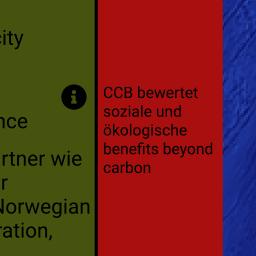 city
nce
rtner wie
r
Norwegian
ration,
CCB bewertet
soziale und
ökologische
benefits beyond
carbon